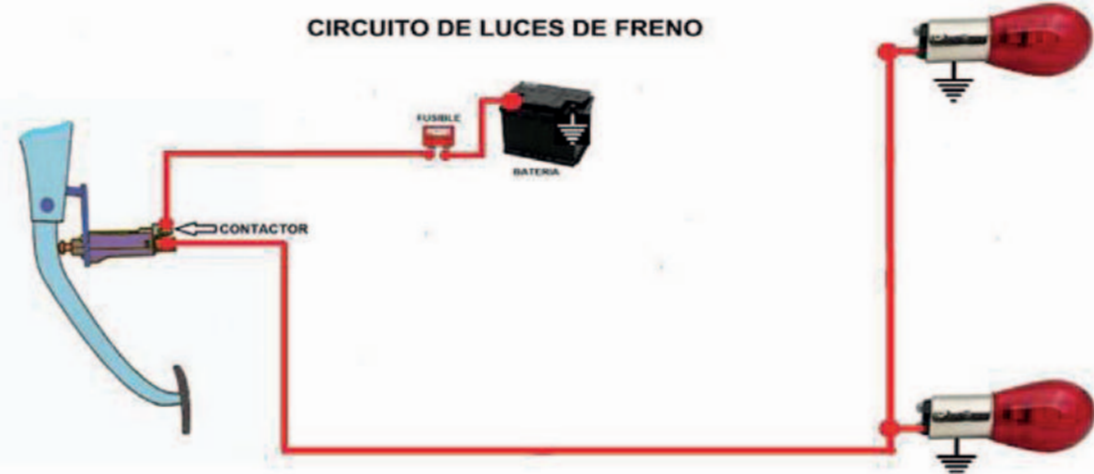 CIRCUITO DE LUCES DE FRENO
FUSIBLE
BATERIA
CONTACTOR